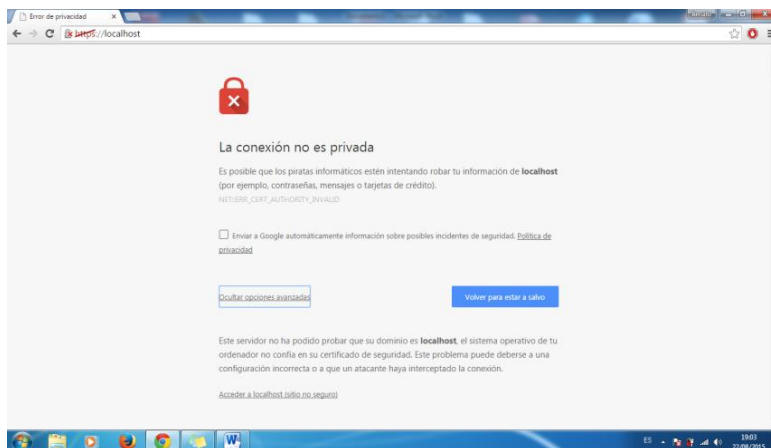 Error de privacidad
https://localhost
La conexión no es privada
Es posible que los piratas informáticos estén intentando robar tu información de localhost
(por ejemplo, contraseñas, mensajes o tarjetas de crédito).
NET::ERR_CERT_AUTHORITY_INVALID
Enviar a Google automáticamente información sobre posibles incidentes de seguridad. Política de
privacidad
Ocultar opciones avanzadas
Volver para estar a salvo
Este servidor no ha podido probar que su dominio es localhost, el sistema operativo de tu
ordenador no confía en su certificado de seguridad. Este problema puede deberse a una
configuración incorrecta o a que un atacante haya interceptado la conexión.
Acceder a localhost (sitio no seguro)
ES
19:03
22/08/2015